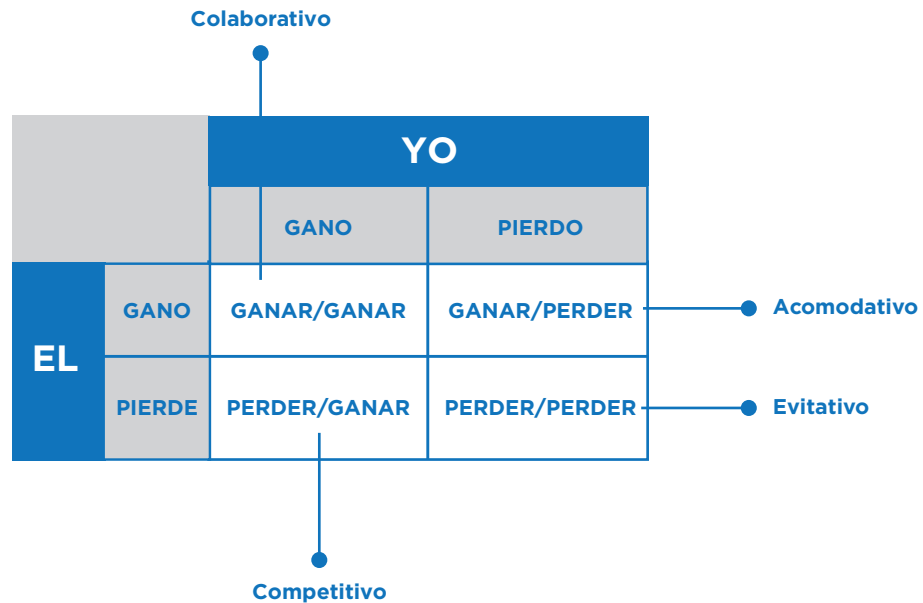 Colaborativo
YO
GANO PIERDO
EL
GANO GANAR/GANAR GANAR/PERDER Acomodativo
PIERDE PERDER/GANAR PERDER/PERDER Evitativo
Competitivo